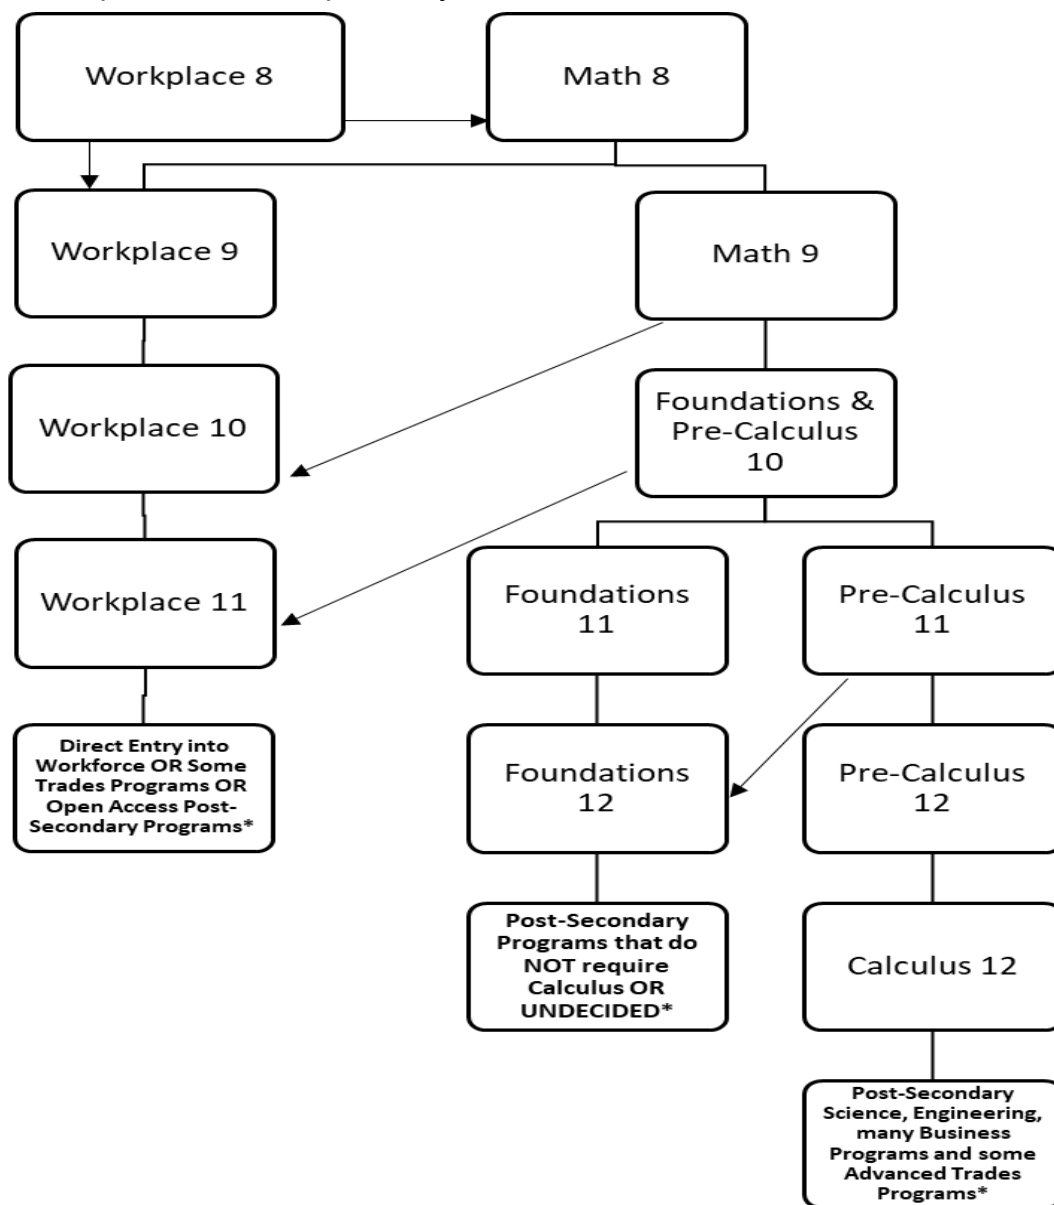 Workplace 8
Math 8
Workplace 9
Math 9
Workplace 10
Foundations &
Pre-Calculus
10
Workplace 11
Foundations
11
Pre-Calculus
11
Direct Entry into
Workforce OR Some
Trades Programs OR
Open Access Post-
Secondary Programs*
Foundations
12
Pre-Calculus
12
Post-Secondary
Programs that do
NOT require
Calculus OR
UNDECIDED*
Calculus 12
Post-Secondary
Science, Engineering,
many Business
Programs and some
Advanced Trades
Programs*